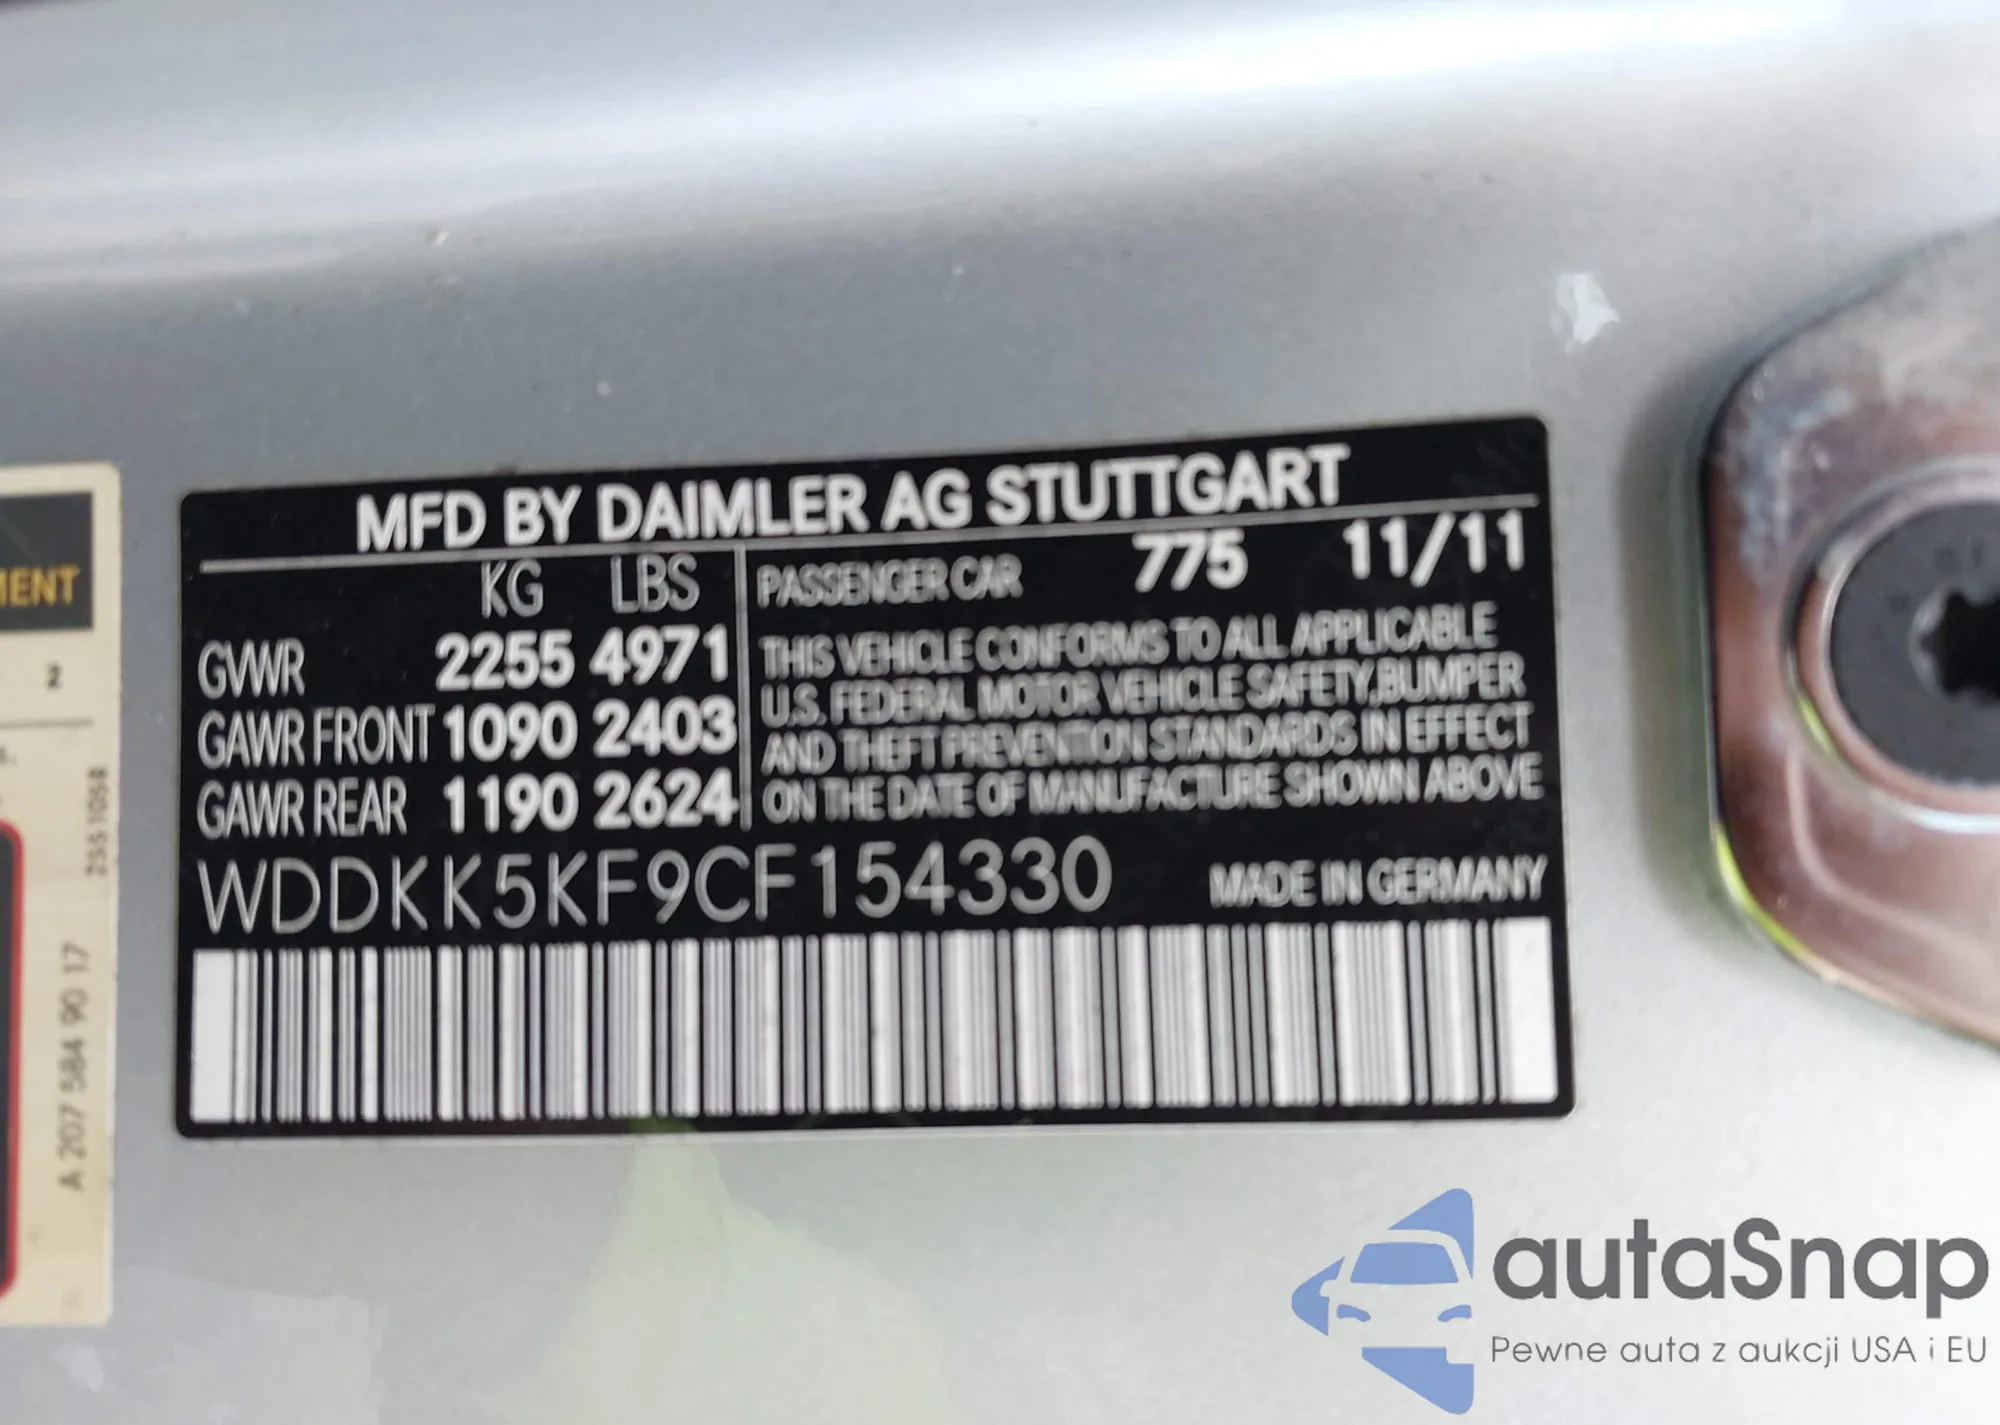 MFD BY DAIMLER AG STUTTGART
KG LBS
GVWR 2255 4971
GAWR FRONT 1090 2403
GAWR REAR 1190 2624
PASSENGER CAR 775 11/11
THIS VEHICLE CONFORMS TO ALL APPLICABLE
U.S. FEDERAL MOTOR VEHICLE SAFETY,BUMPER
AND THEFT PREVENTION STANDARDS IN EFFECT
ON THE DATE OF MANUFACTURE SHOWN ABOVE
WDDKK5KF9CF154330 MADE IN GERMANY
MENT
2
2551058
A 207 584 90 17
autaSnap
Pewne auta z aukcji USA i EU